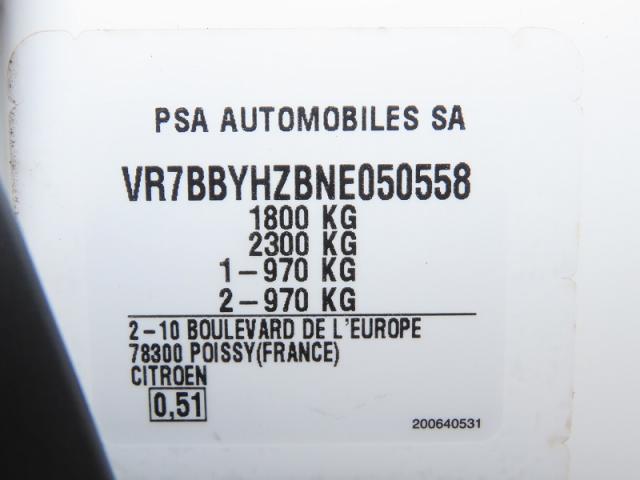 PSA AUTOMOBILES SA
VR7BBYHZBNE050558
1800 KG
2300 KG
1-970 KG
2-970 KG
2-10 BOULEVARD DE L'EUROPE
78300 POISSY(FRANCE)
CITROEN
0,51
200640531